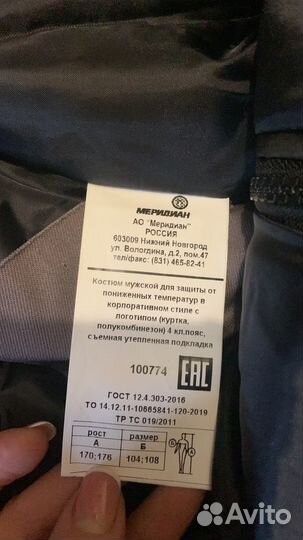 МЕРИДИАН
АО "Меридиан"
РОССИЯ
603009 Нижний Новгород
ул. Вологдина, д.2, пом.47
тел/факс: (831) 465-82-41
Костюм мужской для защиты от
пониженных температур в
корпоративном стиле с
логотипом (куртка,
полукомбинезон) 4 кл.пояс,
съемная утепленная подкладка
100774
ЕАС
ГОСТ 12.4.303-2016
ТО 14.12.11-10665841-120-2019
ТР ТС 019/2011
рост размер
А Б
170;176 104;108
Б А
Avito